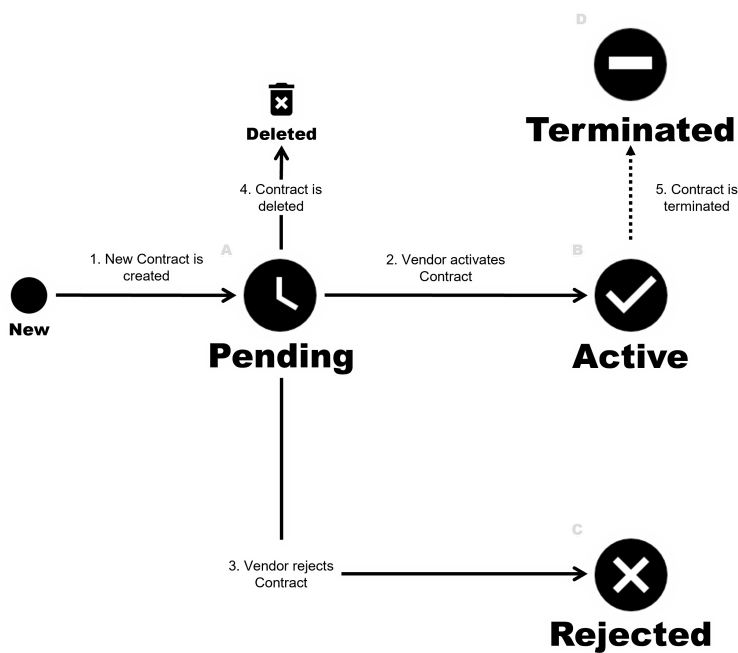 D
Terminated
Deleted
4. Contract is
deleted
5. Contract is
terminated
1. New Contract is
created
A
2. Vendor activates
Contract
B
New
Pending
Active
C
3. Vendor rejects
Contract
Rejected